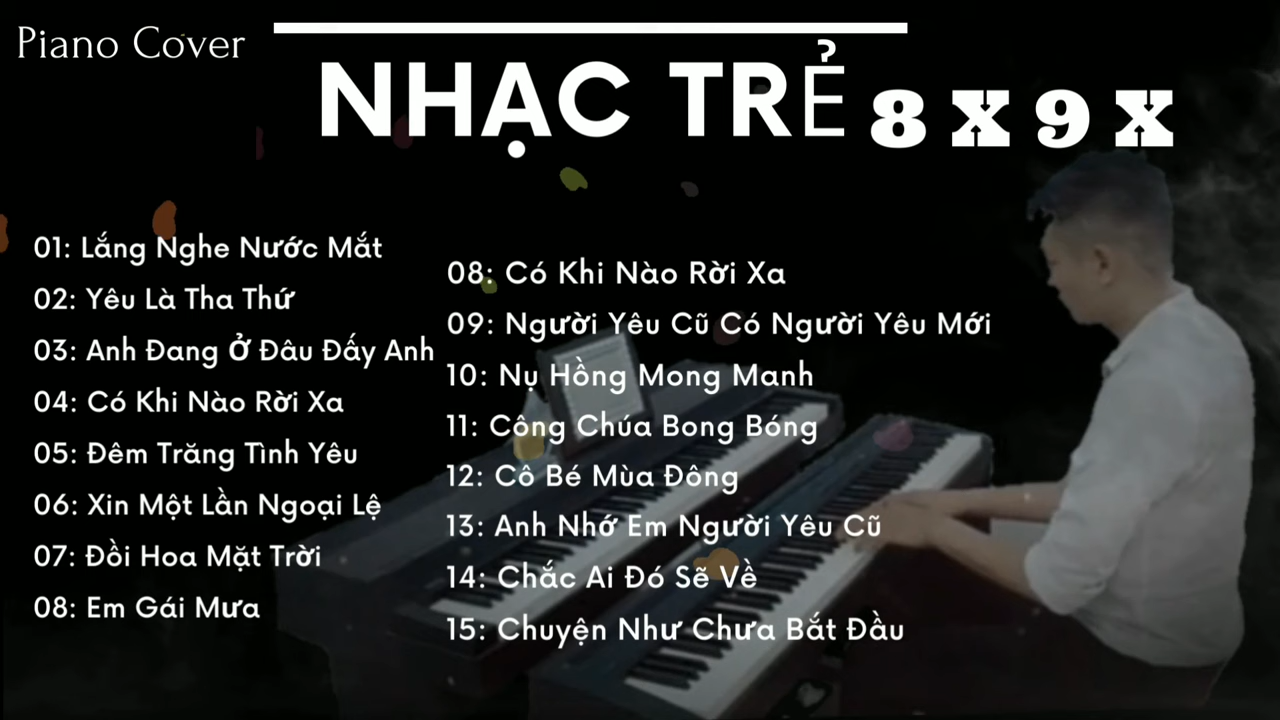 Piano Cover
NHẠC TRẺ 8X9X
01: Lắng Nghe Nước Mắt
02: Yêu Là Tha Thứ
03: Anh Đang Ở Đâu Đấy Anh
04: Có Khi Nào Rời Xa
05: Đêm Trăng Tình Yêu
06: Xin Một Lần Ngoại Lệ
07: Đồi Hoa Mặt Trời
08: Em Gái Mưa
08: Có Khi Nào Rời Xa
09: Người Yêu Cũ Có Người Yêu Mới
10: Nụ Hồng Mong Manh
11: Công Chúa Bong Bóng
12: Cô Bé Mùa Đông
13: Anh Nhớ Em Người Yêu Cũ
14: Chắc Ai Đó Sẽ Về
15: Chuyện Như Chưa Bắt Đầu